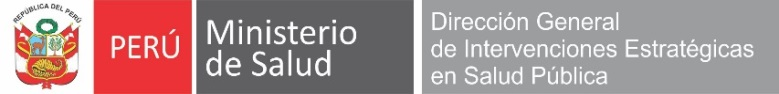 REPÚBLICA DEL PERÚ
PERÚ
Ministerio
de Salud
Dirección General
de Intervenciones Estratégicas
en Salud Pública